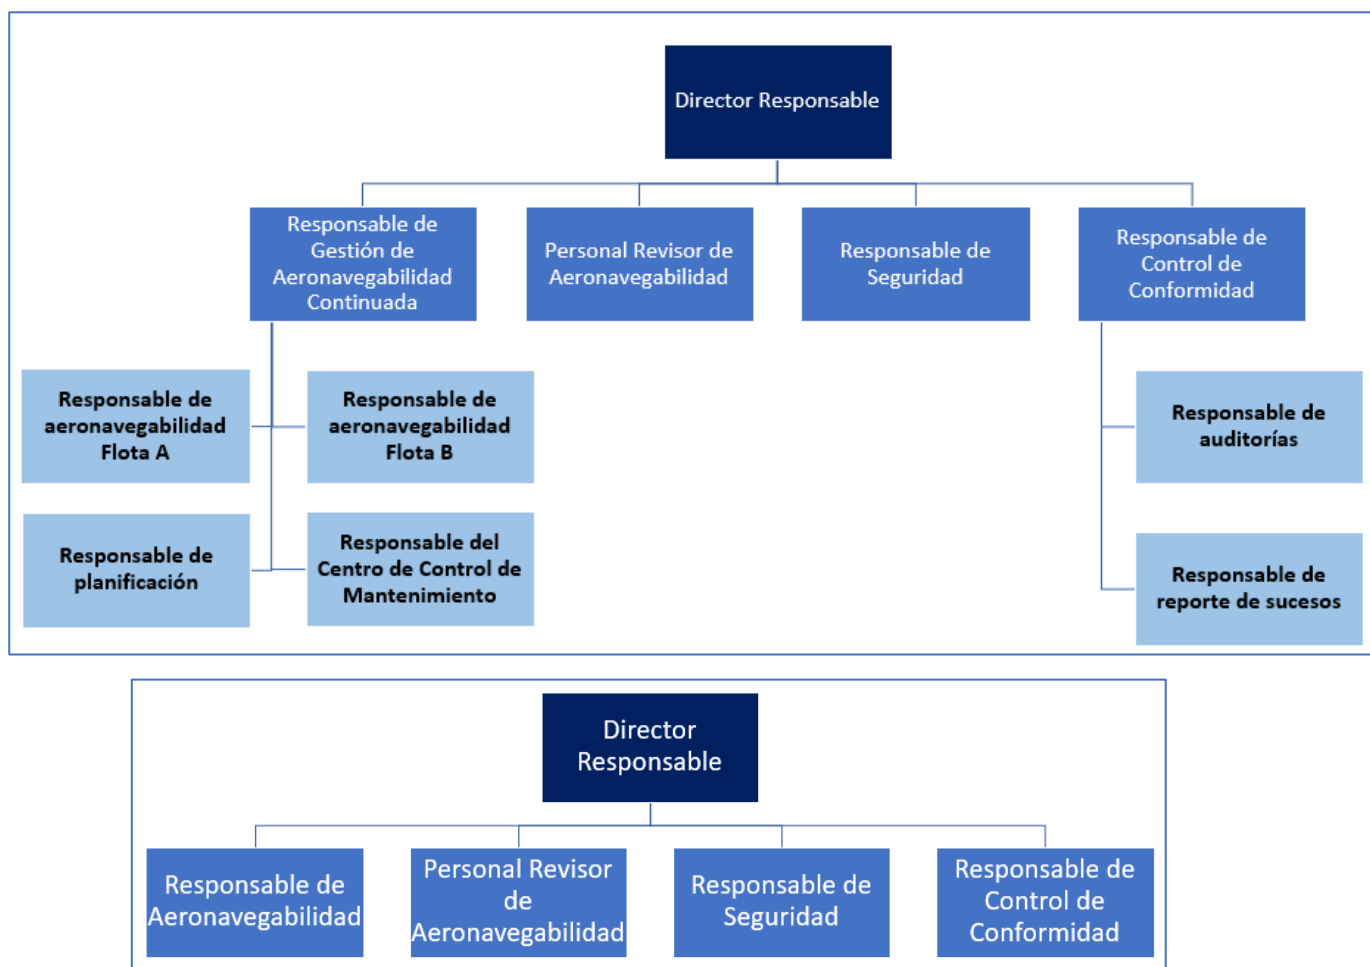 Director Responsable
Responsable de
Gestión de
Aeronavegabilidad
Continuada
Personal Revisor de
Aeronavegabilidad
Responsable de
Seguridad
Responsable de
Control de
Conformidad
Responsable de
aeronavegabilidad
Flota A
Responsable de
aeronavegabilidad
Flota B
Responsable de
auditorías
Responsable de
planificación
Responsable del
Centro de Control de
Mantenimiento
Responsable de
reporte de sucesos
Director
Responsable
Responsable de
Aeronavegabilidad
Personal Revisor
de
Aeronavegabilidad
Responsable de
Seguridad
Responsable de
Control de
Conformidad